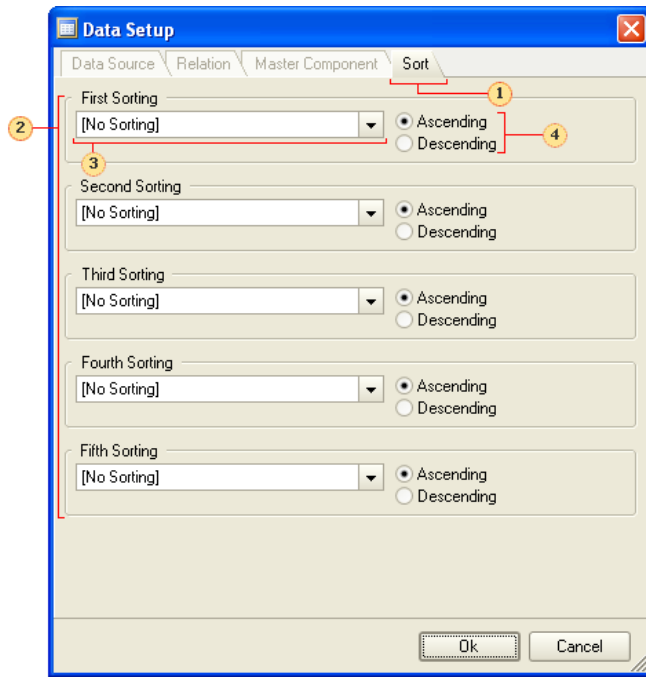 Data Setup
Data Source Relation Master Component Sort
1
First Sorting
2
[No Sorting] Ascending
4
3
Descending
Second Sorting
[No Sorting] Ascending
Descending
Third Sorting
[No Sorting] Ascending
Descending
Fourth Sorting
[No Sorting] Ascending
Descending
Fifth Sorting
[No Sorting] Ascending
Descending
Ok Cancel